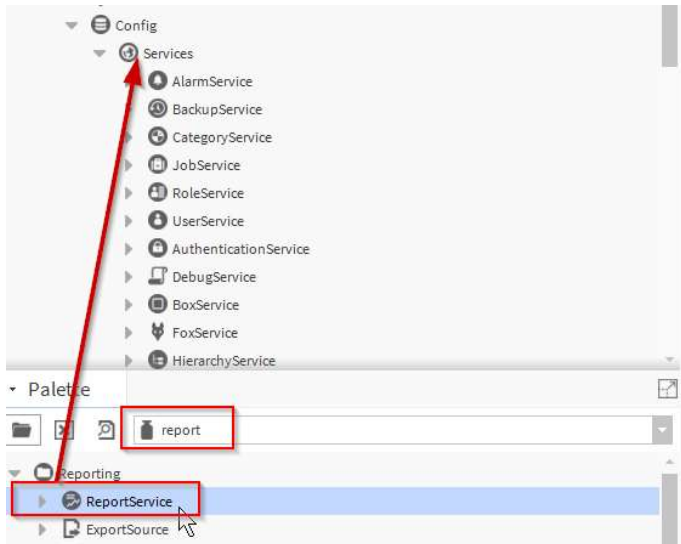 Config
Services
AlarmService
BackupService
CategoryService
JobService
RoleService
UserService
AuthenticationService
DebugService
BoxService
FoxService
HierarchyService
Palette
report
Reporting
ReportService
ExportSource